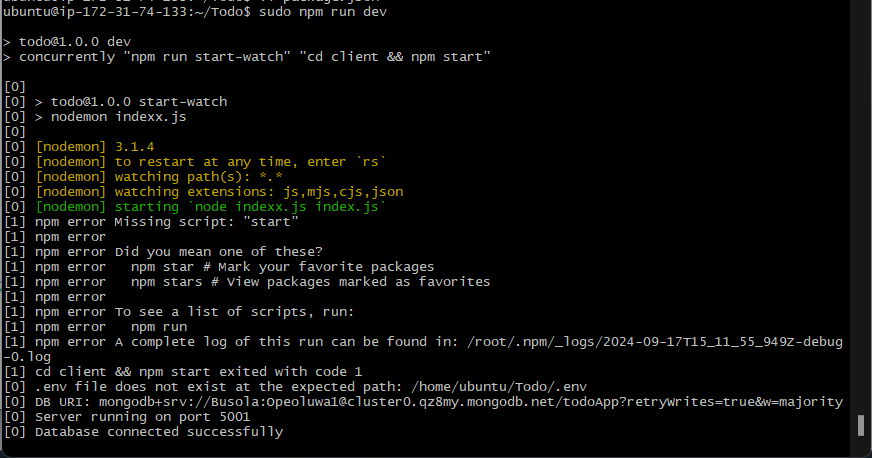 ubuntu@ip-172-31-74-133:~/Todo$ sudo npm run dev
> todo@1.0.0 dev
> concurrently "npm run start-watch" "cd client && npm start"
[0]
[0] > todo@1.0.0 start-watch
[0] > nodemon indexx.js
[0]
[0] [nodemon] 3.1.4
[0] [nodemon] to restart at any time, enter `rs`
[0] [nodemon] watching path(s): *.*
[0] [nodemon] watching extensions: js,mjs,cjs,json
[0] [nodemon] starting `node indexx.js index.js`
[1] npm error Missing script: "start"
[1] npm error
[1] npm error Did you mean one of these?
[1] npm error   npm star # Mark your favorite packages
[1] npm error   npm stars # View packages marked as favorites
[1] npm error
[1] npm error To see a list of scripts, run:
[1] npm error   npm run
[1] npm error A complete log of this run can be found in: /root/.npm/_logs/2024-09-17T15_11_55_949Z-debug
-0.log
[1] cd client && npm start exited with code 1
[0] .env file does not exist at the expected path: /home/ubuntu/Todo/.env
[0] DB URI: mongodb+srv://Busola:Opeoluwa1@cluster0.qz8my.mongodb.net/todoApp?retryWrites=true&w=majority
[0] Server running on port 5001
[0] Database connected successfully